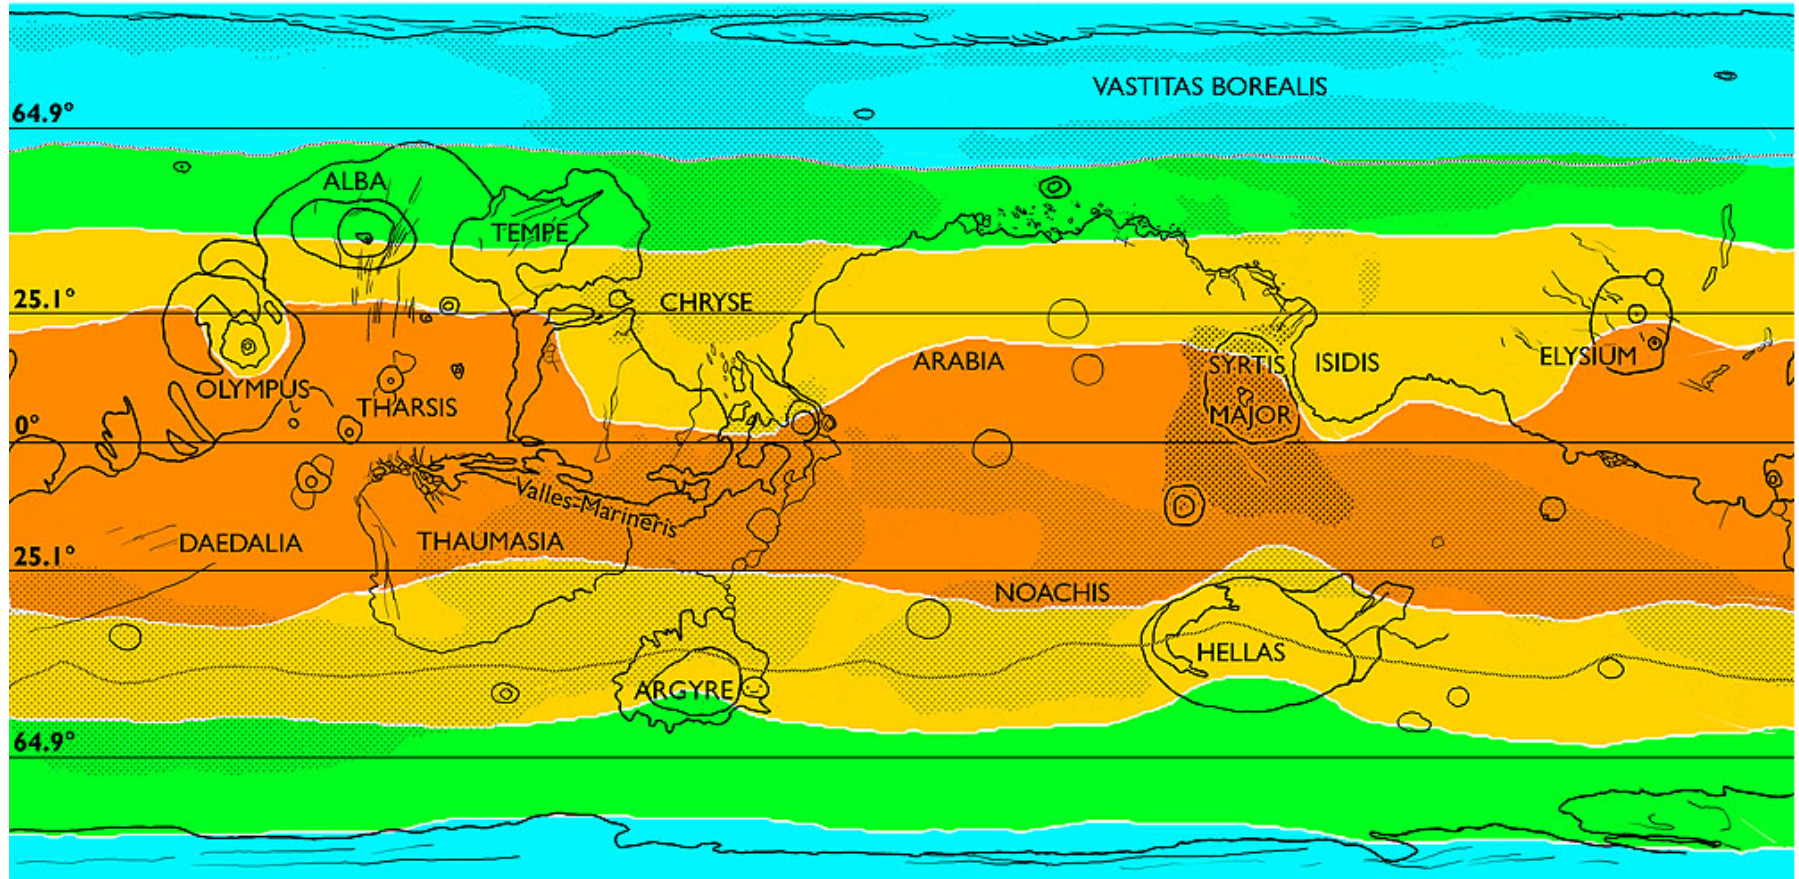 VASTITAS BOREALIS
64.9°
ALBA
TEMPE
25.1°
CHRYSE
OLYMPUS
THARSIS
ARABIA
SYRTIS
MAJOR
ISIDIS
ELYSIUM
0°
Valles-Marineris
DAEDALIA
THAUMASIA
25.1°
NOACHIS
HELLAS
ARGYRE
64.9°